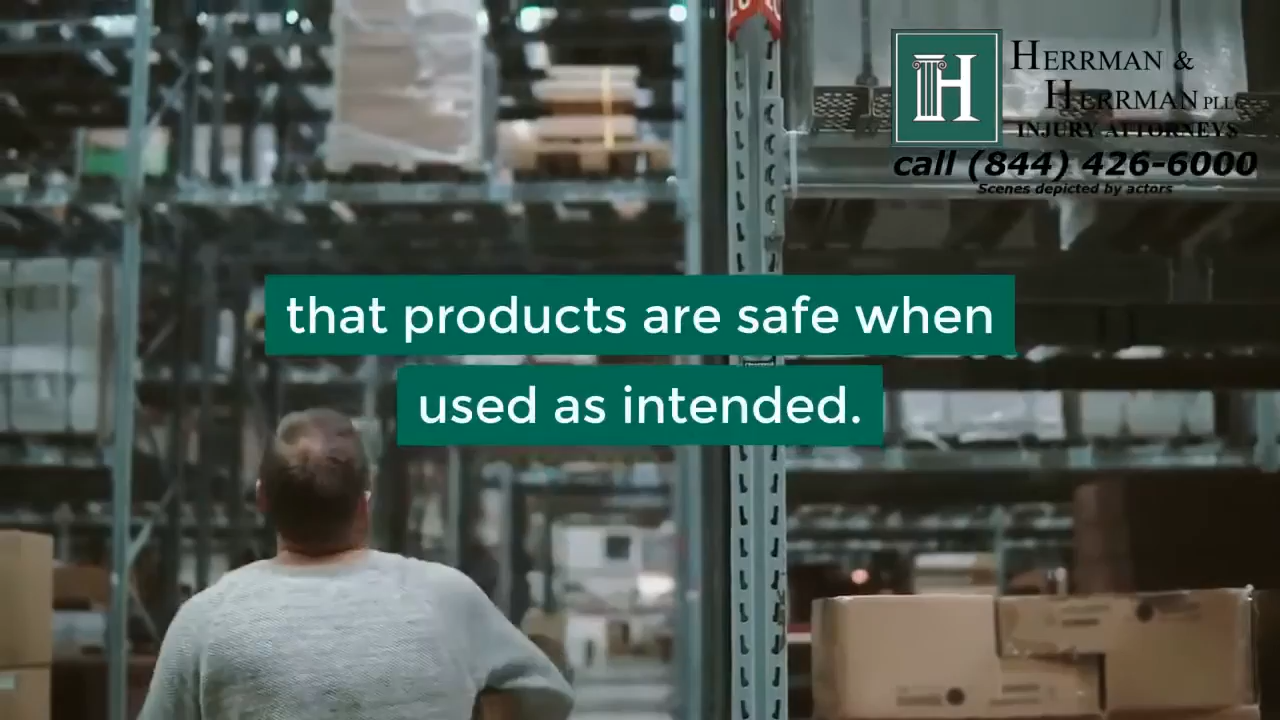 H HERRMAN &
HERRMAN PLLC
INJURY ATTORNEYS
call (844) 426-6000
Scenes depicted by actors
that products are safe when
used as intended.